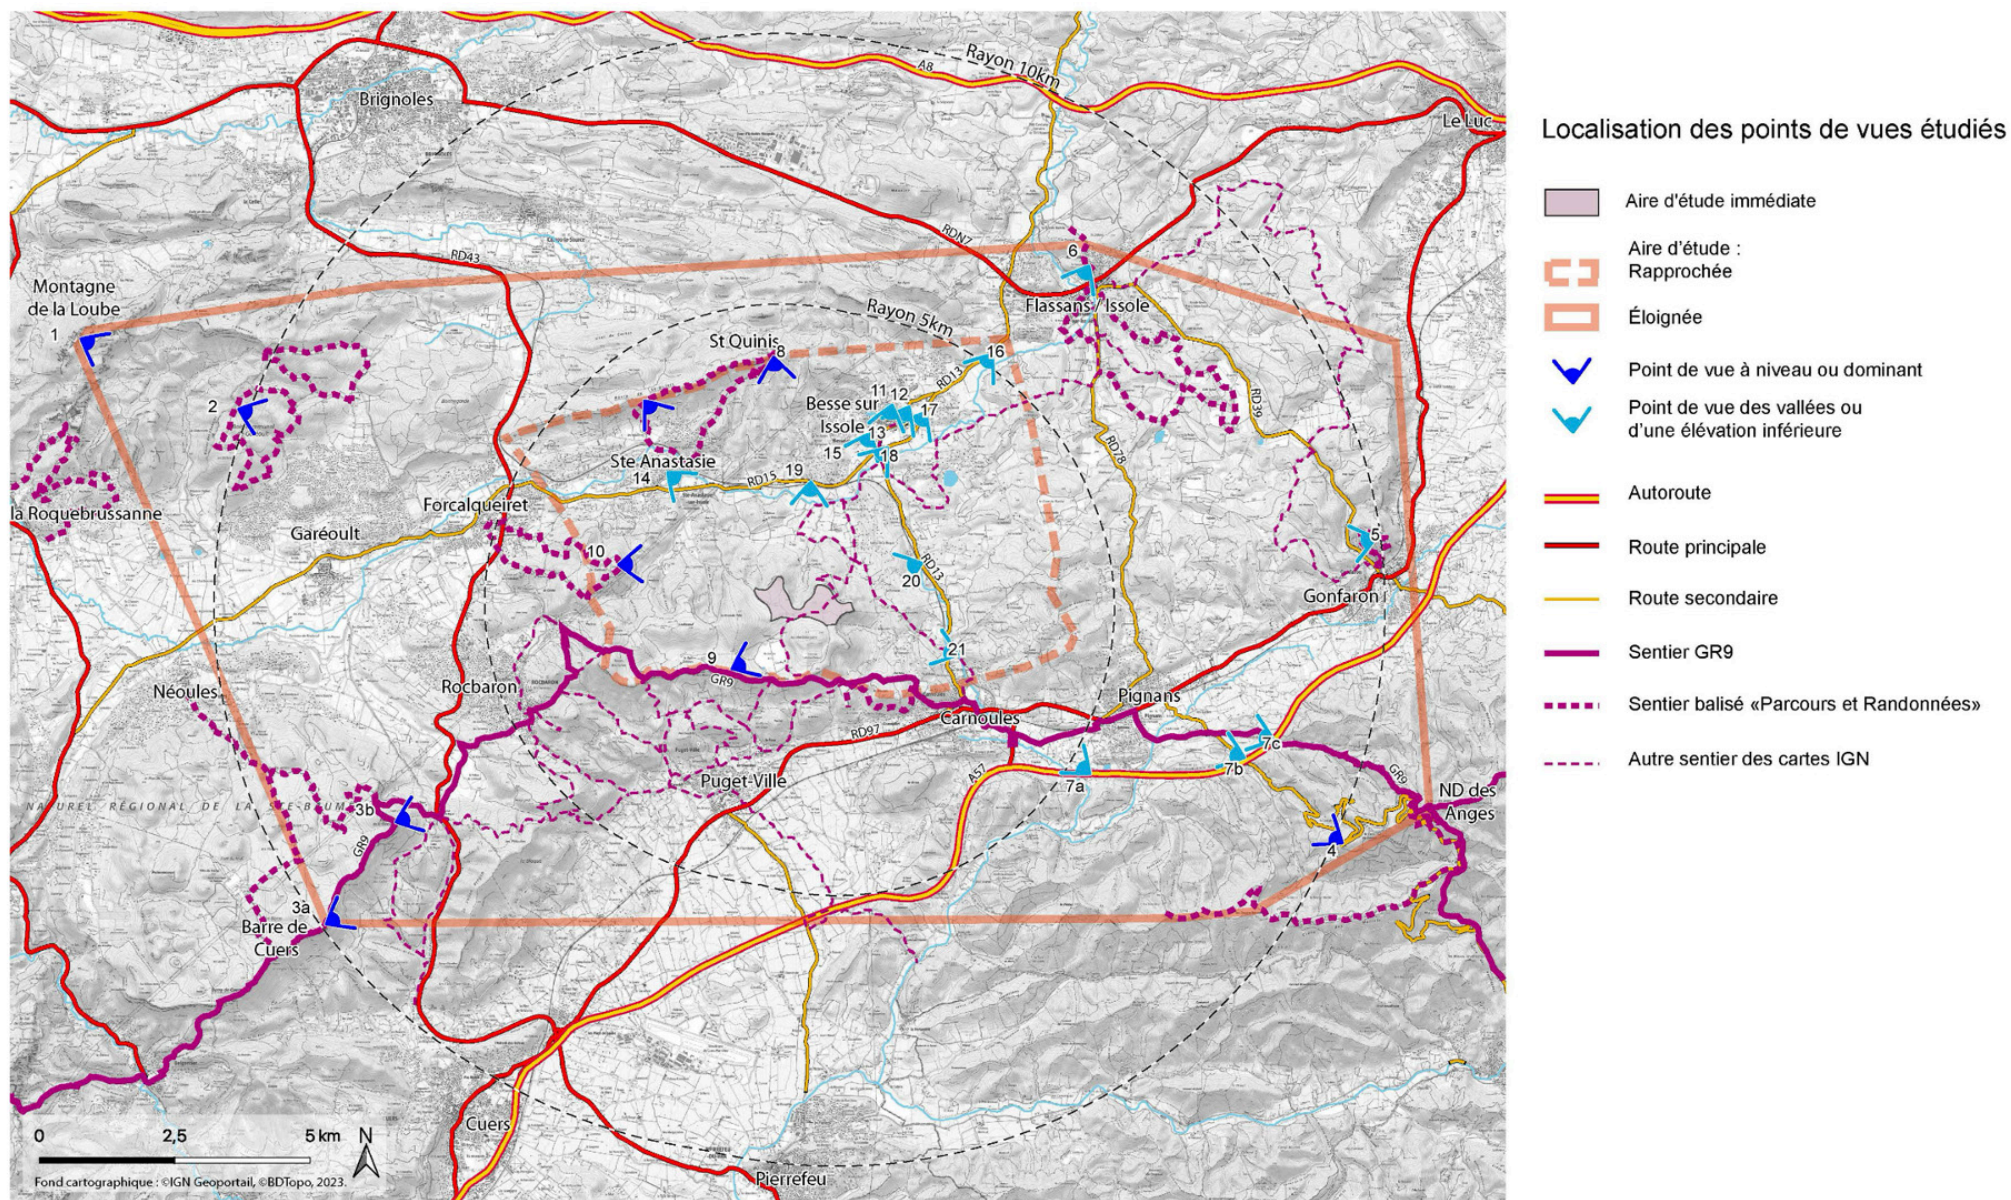 Rayon 10km
A8
Brignoles
Le Luc
Localisation des points de vues étudiés
Aire d'étude immédiate
Aire d'étude :
Rapprochée
Éloignée
Point de vue à niveau ou dominant
Point de vue des vallées ou
d'une élévation inférieure
Autoroute
Route principale
Route secondaire
Sentier GR9
Sentier balisé «Parcours et Randonnées»
Autre sentier des cartes IGN
RDN7
RD43
6
Montagne
de la Loube
1
Flassans / Issole
Rayon 5km
St Quinis
8
16
RD13
2
11
12
17
Besse sur
Issole
13
15
18
RD39
RD78
Ste Anastasie
14
19
RD15
Forcalqueiret
la Roquebrussanne
Garéoult
10
5
RD13
20
Gonfaron
21
9
GR9
Rocbaron
Néoules
Pignans
Carnoules
RD97
7c
7b
7a
A57
Puget-Ville
GR9
ND des
Anges
NATUREL RÉGIONAL DE LA STE-BAUM
3b
GR9
4
3a
Barre de
Cuers
Cuers
Pierrefeu
0 2,5 5 km N
Fond cartographique : ©IGN Geoportail, ©BDTopo, 2023.